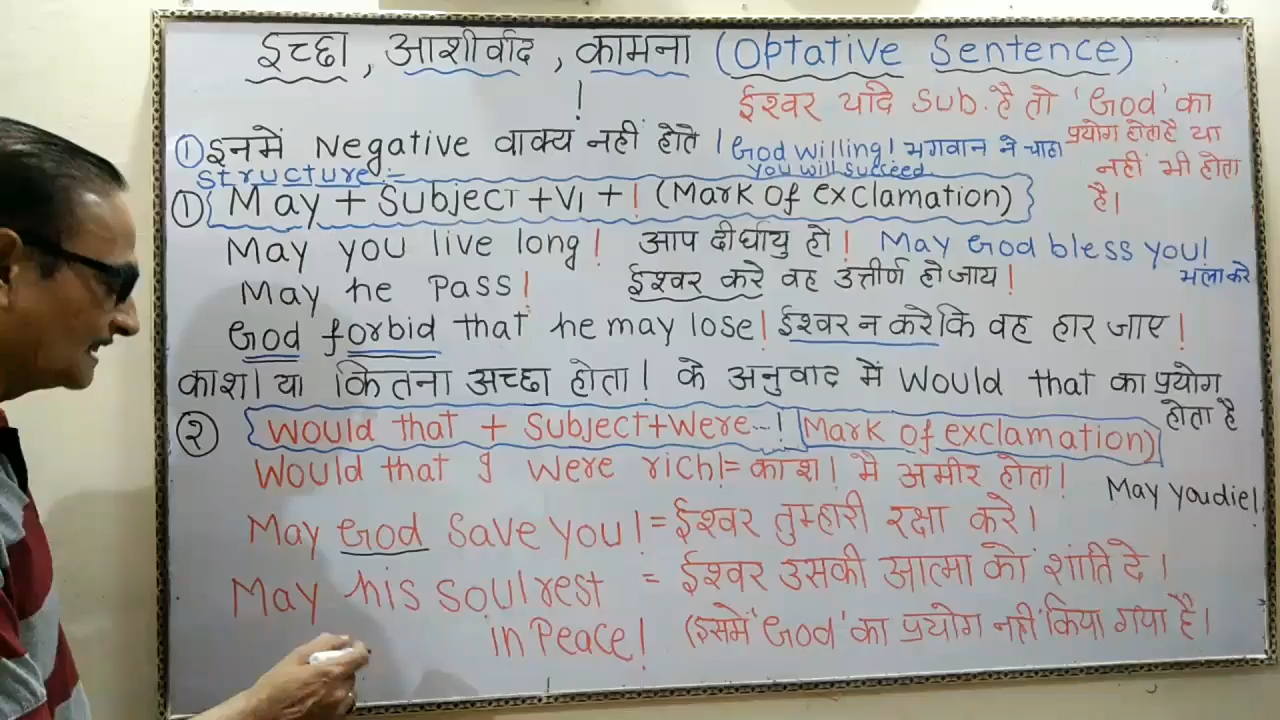 इच्छा, आशीर्वाद, कामना (Optative Sentence)
!
ईश्वर यदि Sub. है तो 'God' का
प्रयोग होता है या
नहीं भी होता
है।
① इनमें Negative वाक्य नहीं होते।
God willing! भगवान ने चाहा
you will succeed.
Structure:-
① May + Subject + V1 + ! (Mark of exclamation)
May you live long! आप दीर्घायु हो! May God bless you!
भला करे
May he pass! ईश्वर करे वह उत्तीर्ण हो जाय!
God forbid that he may lose! ईश्वर न करे कि वह हार जाए!
काश। या कितना अच्छा होता। के अनुवाद में Would that का प्रयोग
होता है
② Would that + Subject + Were --! (Mark of exclamation)
Would that I were rich! = काश। मै अमीर होता।
May you die!
May God save you! = ईश्वर तुम्हारी रक्षा करे।
May his soul rest = ईश्वर उसकी आत्मा को शांति दे।
in Peace! (इसमें 'God' का प्रयोग नहीं किया गया है।